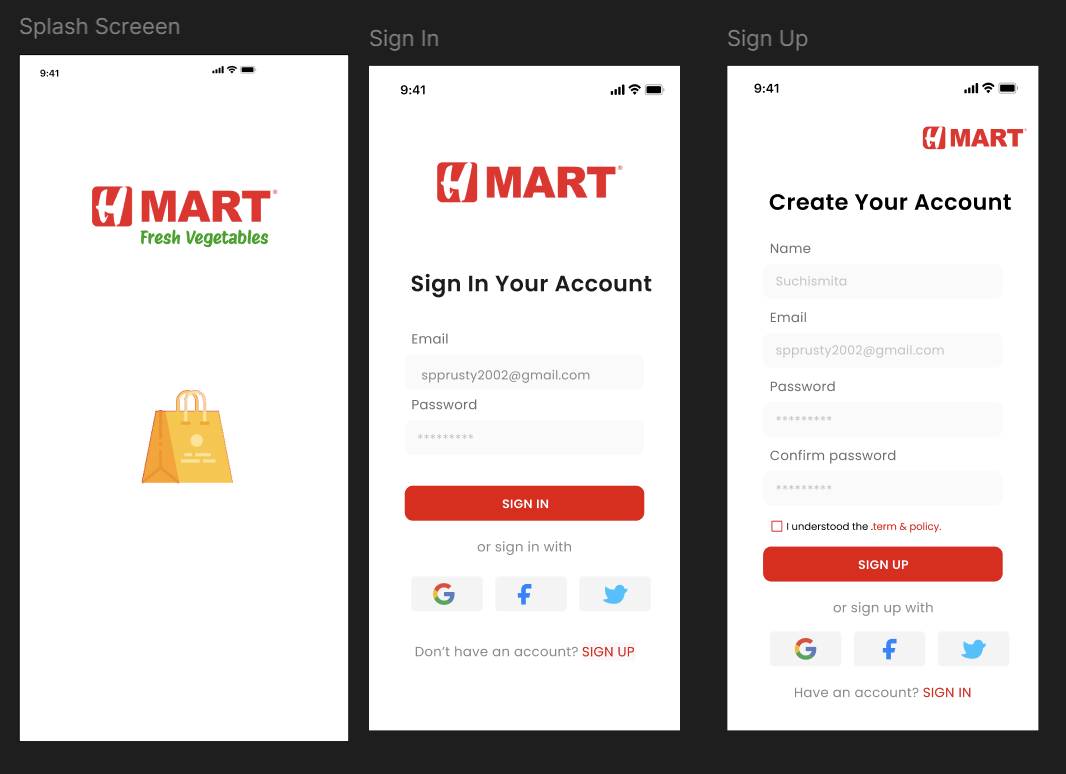 Splash Screeen
9:41
H MART®
Fresh Vegetables
Sign In
9:41
H MART®
Sign In Your Account
Email
spprusty2002@gmail.com
Password
*********
SIGN IN
or sign in with
G f
Don’t have an account? SIGN UP
Sign Up
9:41
H MART®
Create Your Account
Name
Suchismita
Email
spprusty2002@gmail.com
Password
*********
Confirm password
*********
I understood the .term & policy.
SIGN UP
or sign up with
G f
Have an account? SIGN IN